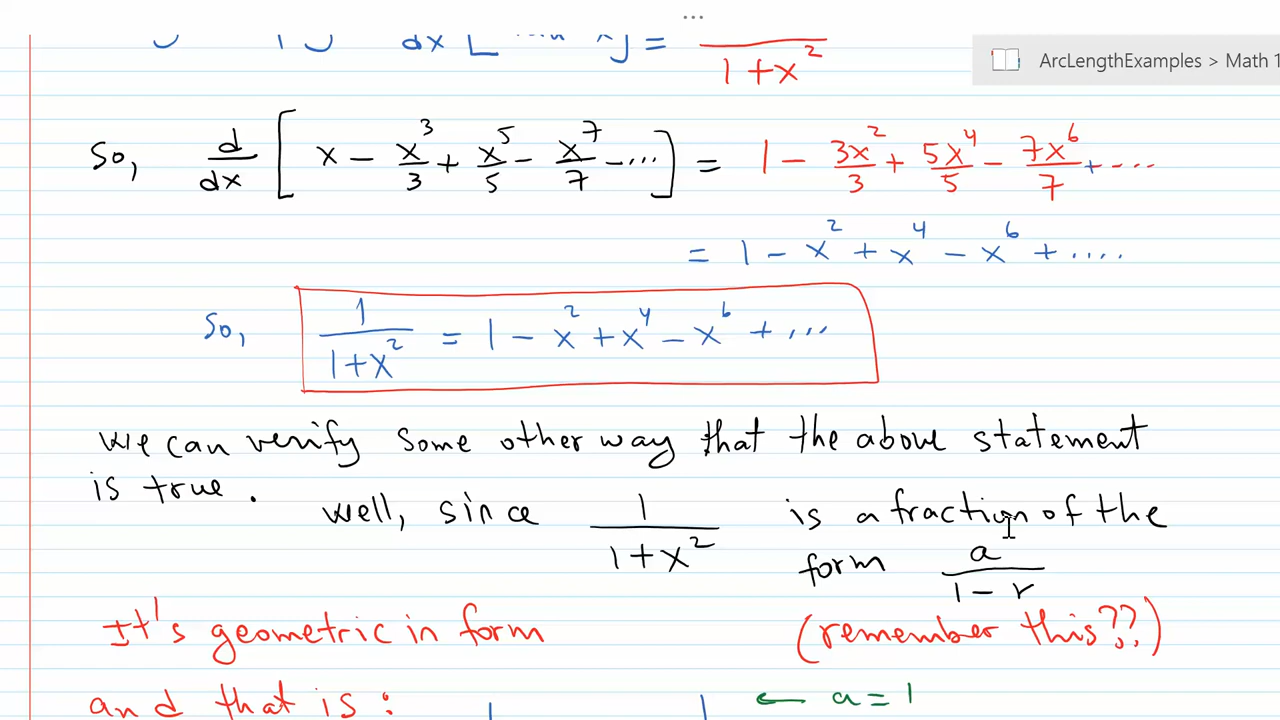 ...
d/dx [ x] = 1+x²
ArcLengthExamples > Math 1
So, d/dx [ x - x³/3 + x⁵/5 - x⁷/7 - .... ] = 1 - 3x²/3 + 5x⁴/5 - 7x⁶/7 + ....
= 1 - x² + x⁴ - x⁶ + ....
So, 1/(1+x²) = 1 - x² + x⁴ - x⁶ + ...
We can verify some other way that the above statement
is true.
well, since 1/(1+x²) is a fraction of the
form a/(1-r)
It's geometric in form (remember this??)
and that is : ← a=1